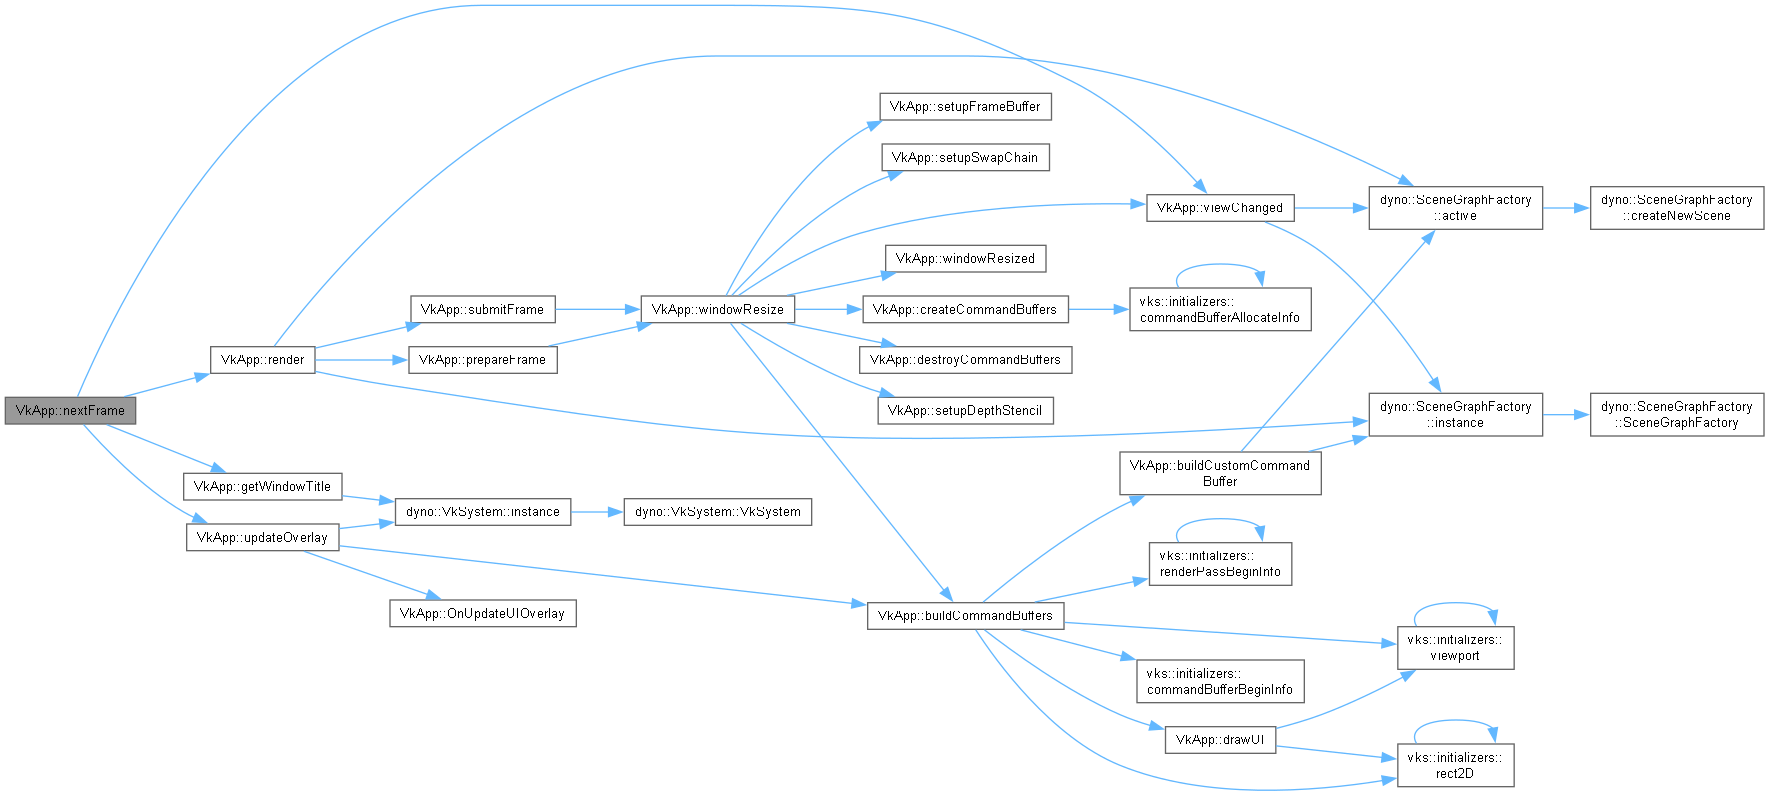 VkApp::nextFrame
VkApp::render
VkApp::getWindowTitle
VkApp::updateOverlay
VkApp::submitFrame
VkApp::prepareFrame
dyno::VkSystem::instance
VkApp::OnUpdateUIOverlay
VkApp::windowResize
dyno::VkSystem::VkSystem
VkApp::setupFrameBuffer
VkApp::setupSwapChain
VkApp::windowResized
VkApp::createCommandBuffers
VkApp::destroyCommandBuffers
VkApp::setupDepthStencil
VkApp::buildCommandBuffers
VkApp::viewChanged
vks::initializers::
commandBufferAllocateInfo
VkApp::buildCustomCommand
Buffer
vks::initializers::
renderPassBeginInfo
vks::initializers::
commandBufferBeginInfo
VkApp::drawUI
dyno::SceneGraphFactory
::active
dyno::SceneGraphFactory
::instance
vks::initializers::
viewport
vks::initializers::
rect2D
dyno::SceneGraphFactory
::createNewScene
dyno::SceneGraphFactory
::SceneGraphFactory